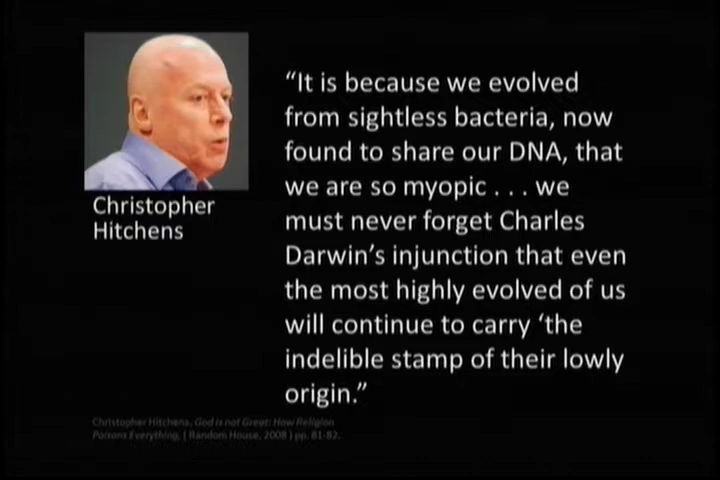 Christopher
Hitchens
“It is because we evolved
from sightless bacteria, now
found to share our DNA, that
we are so myopic . . . we
must never forget Charles
Darwin’s injunction that even
the most highly evolved of us
will continue to carry ‘the
indelible stamp of their lowly
origin.”
Christopher Hitchens, God is not Great: How Religion
Poisons Everything, ( Random House, 2008 ) pp. 81-82.